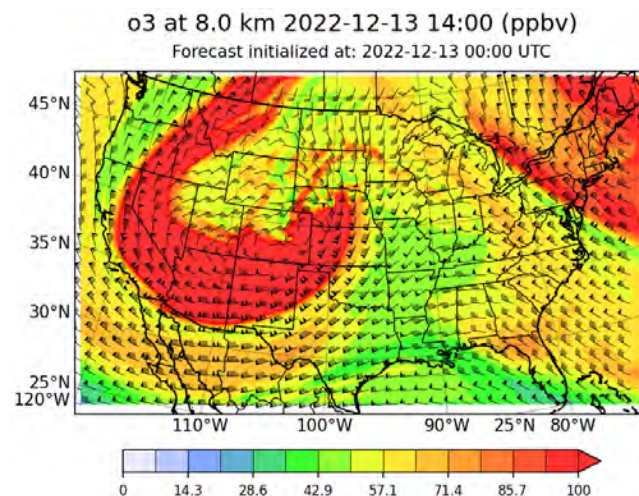 o3 at 8.0 km 2022-12-13 14:00 (ppbv)
Forecast initialized at: 2022-12-13 00:00 UTC
45°N
40°N
35°N
30°N
25°N
120°W
110°W 100°W 90°W 25°N 80°W
0 14.3 28.6 42.9 57.1 71.4 85.7 100